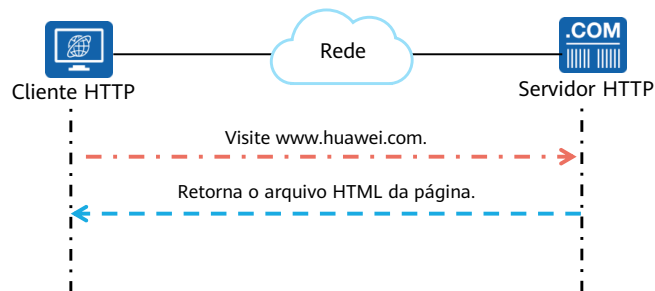 .COM
Rede
Cliente HTTP
Servidor HTTP
Visite www.huawei.com.
Retorna o arquivo HTML da página.